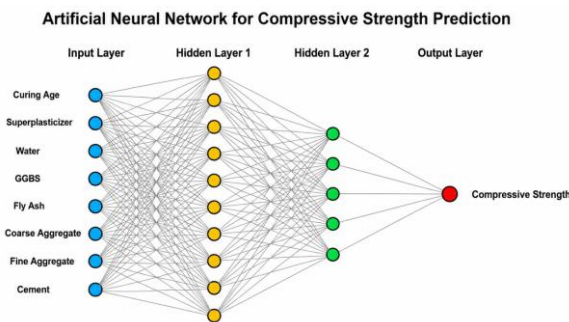 Artificial Neural Network for Compressive Strength Prediction
Input Layer Hidden Layer 1 Hidden Layer 2 Output Layer
Curing Age
Superplasticizer
Water
GGBS
Fly Ash
Coarse Aggregate
Fine Aggregate
Cement
Compressive Strength